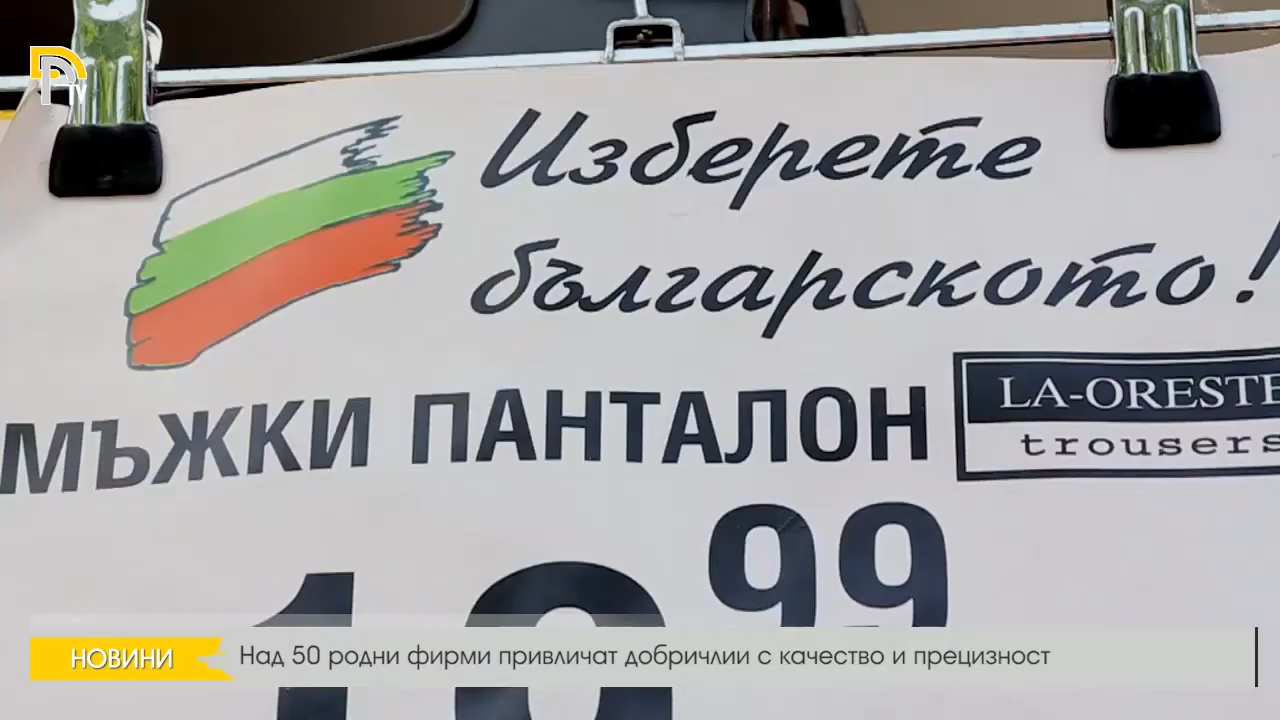 Изберете
българското!
МЪЖКИ ПАНТАЛОН
LA-ORESTE
trousers
99
НОВИНИ
Над 50 родни фирми привличат добричлии с качество и прецизност